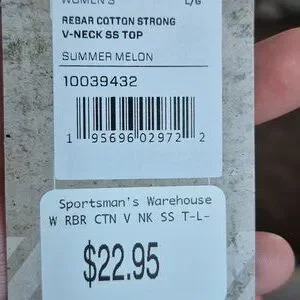 WOMEN'S L/G
REBAR COTTON STRONG
V-NECK SS TOP
SUMMER MELON
10039432
1 95696 02972 2
Sportsman's Warehouse
W RBR CTN V NK SS T-L-
$22.95